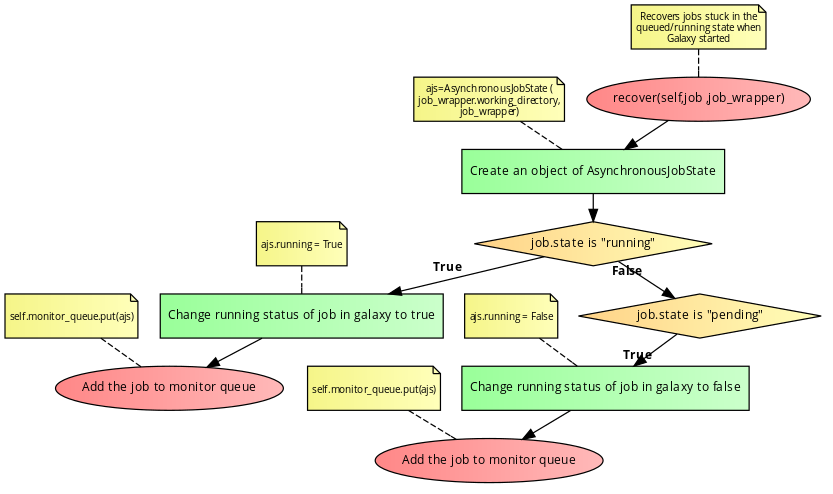 Recovers jobs stuck in the
queued/running state when
Galaxy started
ajs=AsynchronousJobState (
job_wrapper.working_directory,
job_wrapper)
recover(self,job ,job_wrapper)
Create an object of AsynchronousJobState
ajs.running = True
job.state is "running"
True
False
self.monitor_queue.put(ajs)
Change running status of job in galaxy to true
ajs.running = False
job.state is "pending"
True
Add the job to monitor queue
self.monitor_queue.put(ajs)
Change running status of job in galaxy to false
Add the job to monitor queue